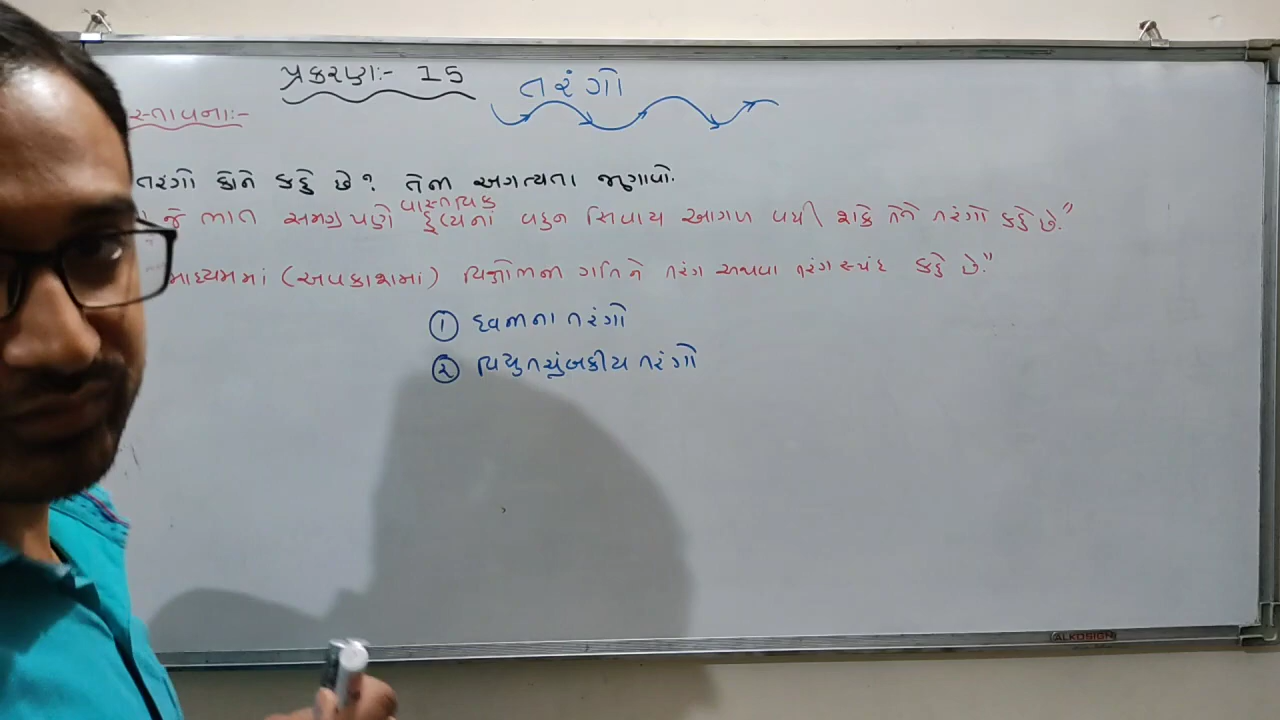 પ્રકરણ:- 15 તરંગો
સ્તાવના:-
તરંગો કોને કહે છે? તેના અગત્યતા જણાવો.
જે ભાત સમગ્રપણે વાસ્તવિક દ્રવ્યનાં વહન સિવાય આગળ વધી શકે તેને તરંગો કહે છે."
માધ્યમમાં (અવકાશમાં) વિક્ષોભના ગતિને તરંગ અથવા તરંગ સ્પંદ કહે છે."
① ધ્વનિના તરંગો
② વિદ્યુતચુંબકીય તરંગો
ALKOSIGN